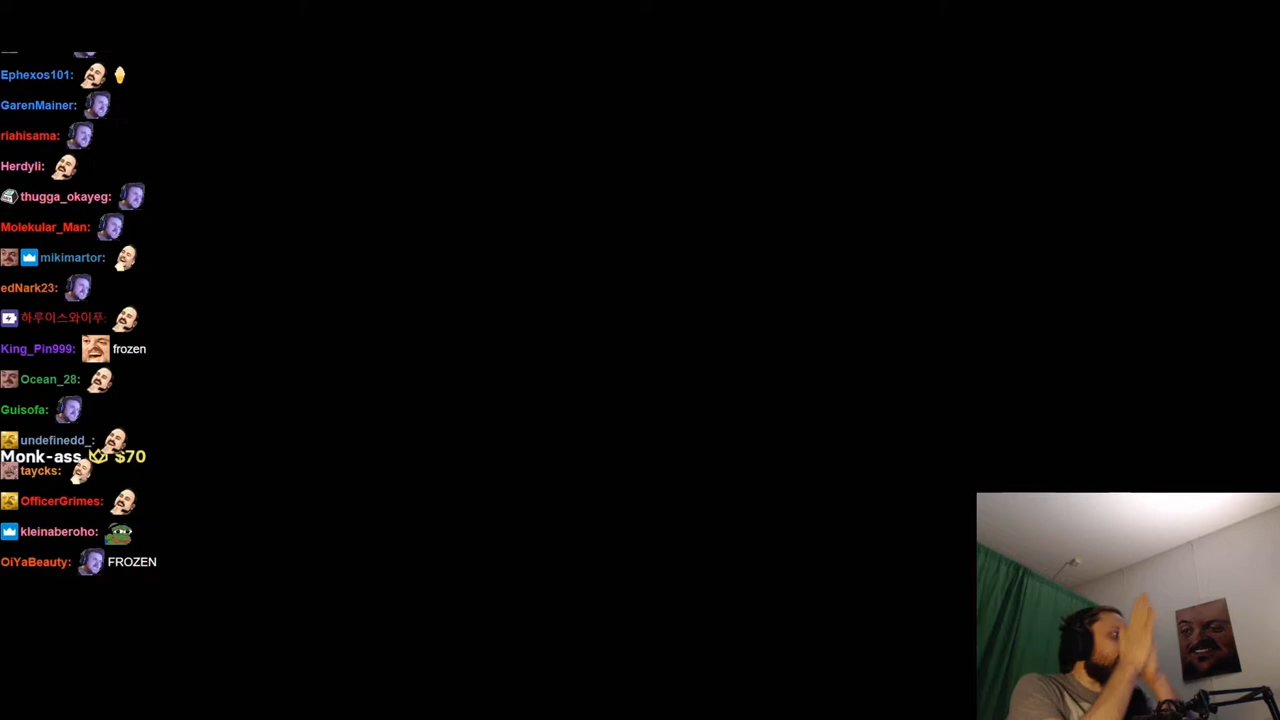 Ephexos101:
GarenMainer:
riahisama:
Herdyli:
thugga_okayeg:
Molekular_Man:
mikimartor:
edNark23:
하루이스와이푸:
King_Pin999: frozen
Ocean_28:
Guisofa:
undefinedd_:
Monk-ass $70
taycks:
OfficerGrimes:
kleinaberoho:
OiYaBeauty: FROZEN